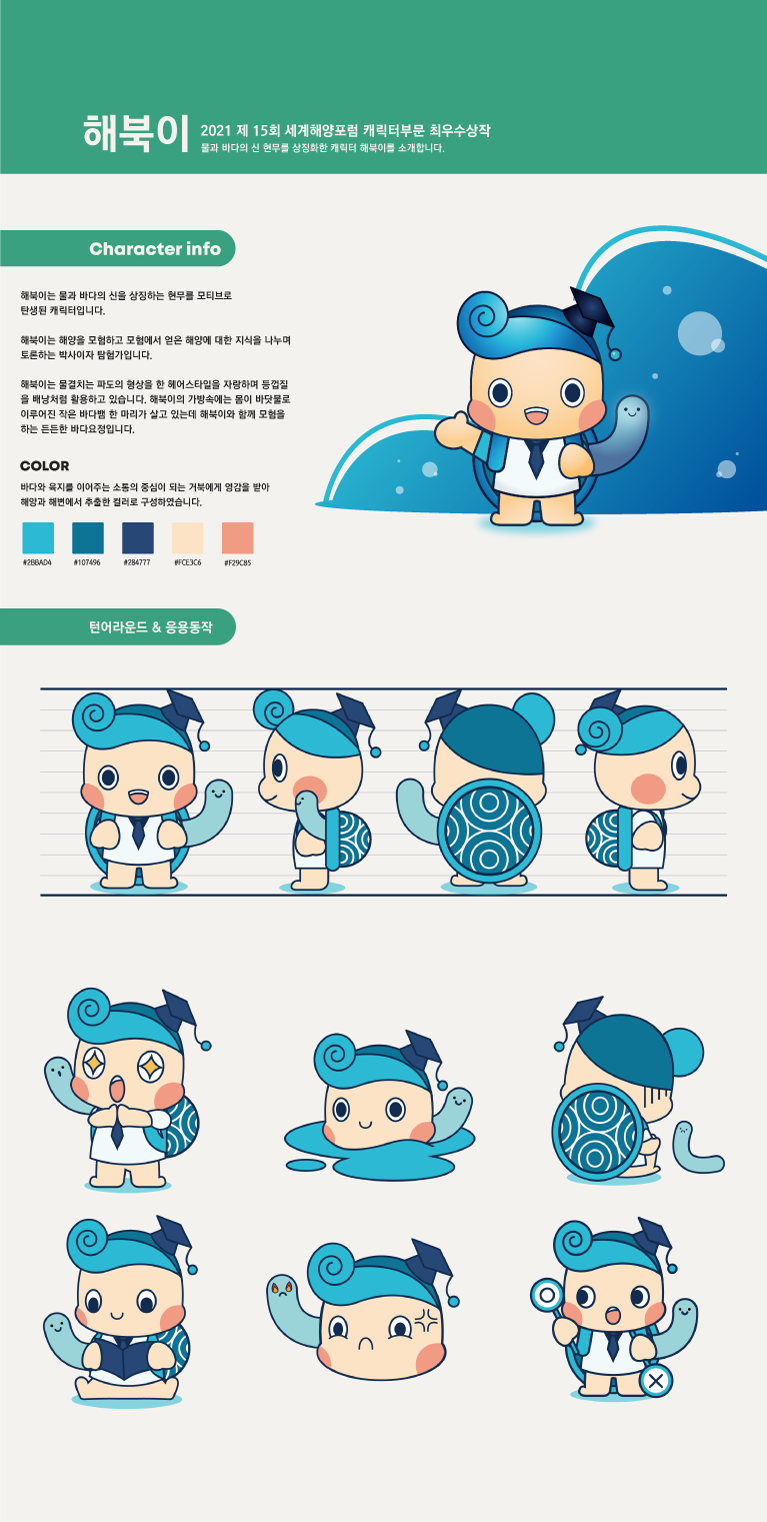 해북이
2021 제 15회 세계해양포럼 캐릭터부문 최우수상작
물과 바다의 신 현무를 상징화한 캐릭터 해북이를 소개합니다.
Character info
해북이는 물과 바다의 신을 상징하는 현무를 모티브로
탄생된 캐릭터입니다.
해북이는 해양을 모험하고 모험에서 얻은 해양에 대한 지식을 나누며
토론하는 박사이자 탐험가입니다.
해북이는 물결치는 파도의 형상을 한 헤어스타일을 자랑하며 등껍질
을 배낭처럼 활용하고 있습니다. 해북이의 가방속에는 몸이 바닷물로
이루어진 작은 바다뱀 한 마리가 살고 있는데 해북이와 함께 모험을
하는 든든한 바다요정입니다.
COLOR
바다와 육지를 이어주는 소통의 중심이 되는 거북에게 영감을 받아
해양과 해변에서 추출한 컬러로 구성하였습니다.
#2BBAD4 #107496 #284777 #FCE3C6 #F29C85
턴어라운드 & 응용동작